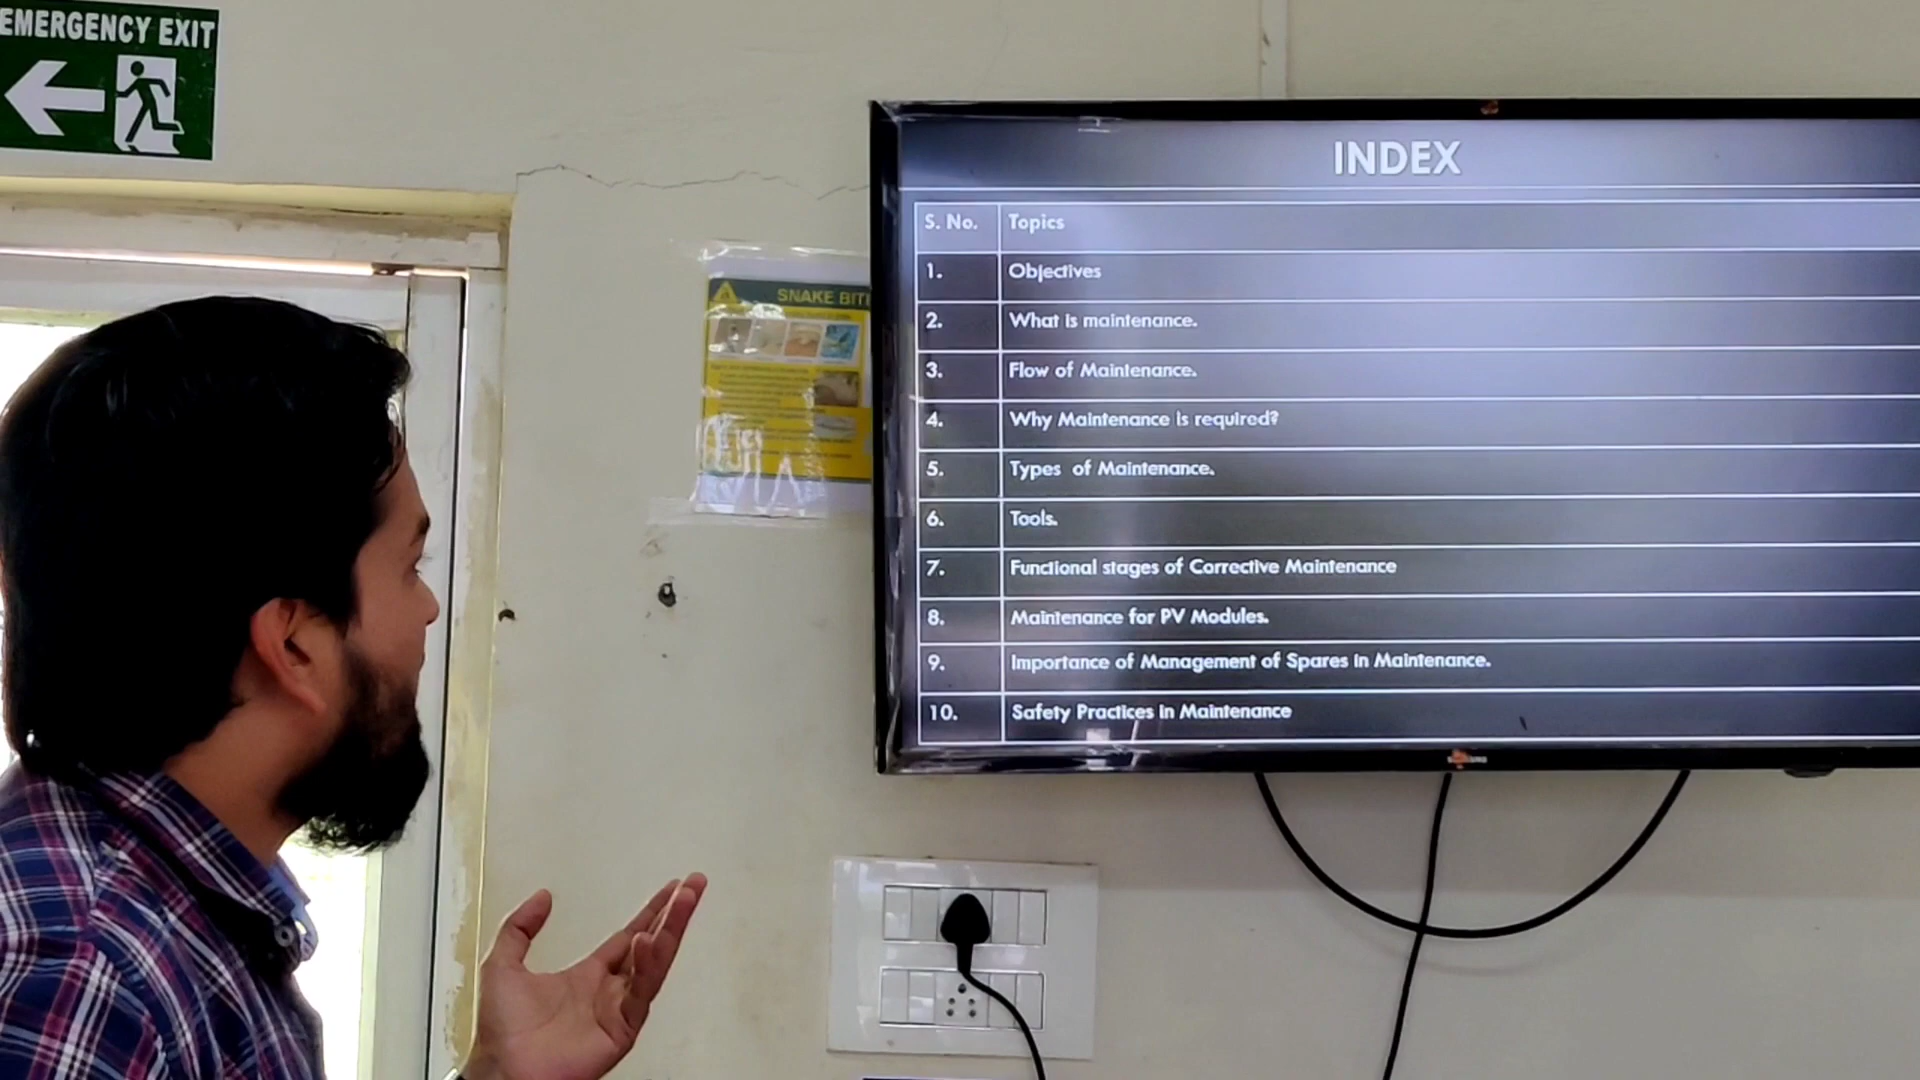 EMERGENCY EXIT
INDEX
S. No. Topics
1. Objectives
2. What is maintenance.
3. Flow of Maintenance.
4. Why Maintenance is required?
5. Types of Maintenance.
6. Tools.
7. Functional stages of Corrective Maintenance
8. Maintenance for PV Modules.
9. Importance of Management of Spares in Maintenance.
10. Safety Practices in Maintenance
SNAKE